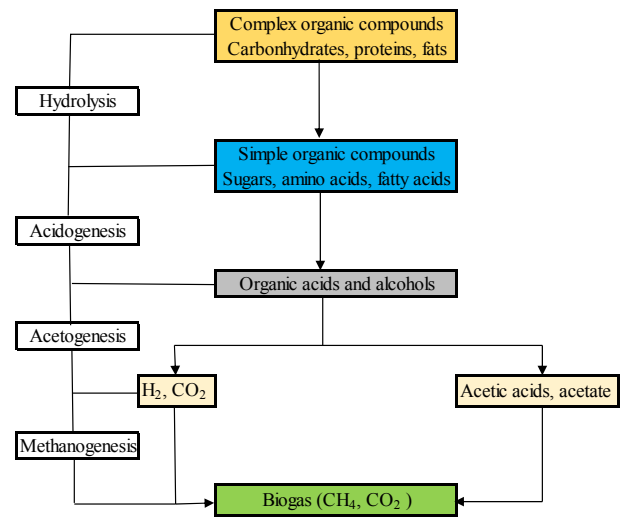 Complex organic compounds
Carbonhydrates, proteins, fats
Hydrolysis
Simple organic compounds
Sugars, amino acids, fatty acids
Acidogenesis
Organic acids and alcohols
Acetogenesis
H₂, CO₂
Acetic acids, acetate
Methanogenesis
Biogas (CH₄, CO₂ )